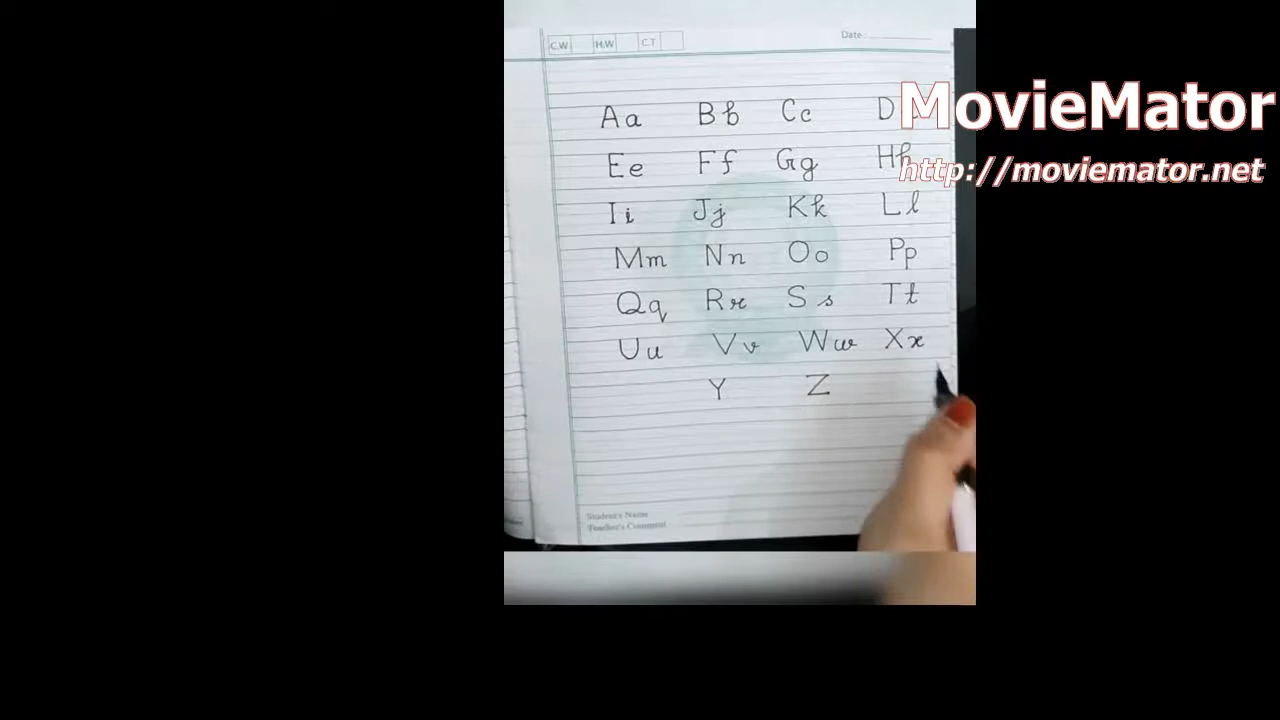 C.W H.W C.T Date
MovieMator
http://moviemator.net
Aa Bb Cc D
Ee Ff Gg Hh
Ii Jj Kk Ll
Mm Nn Oo Pp
Qq Rr Ss Tt
Uu Vv Ww Xx
Y Z
Student's Name
Teacher's Comment